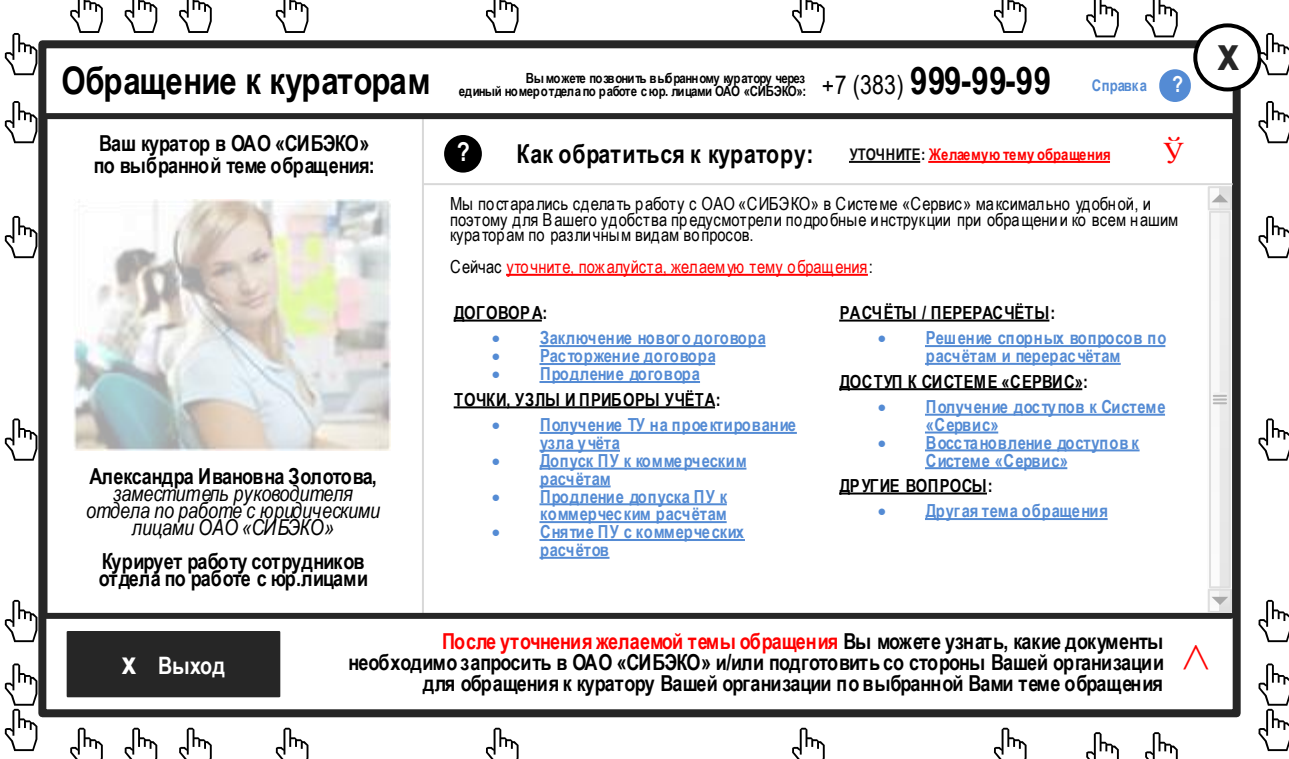 Обращение к кураторам
Вы можете позвонить выбранному куратору через
единый номер отдела по работе с юр. лицами ОАО «СИБЭКО»:
+7 (383) 999-99-99
Справка ?
X
Ваш куратор в ОАО «СИБЭКО»
по выбранной теме обращения:
Александра Ивановна Золотова,
заместитель руководителя
отдела по работе с юридическими
лицами ОАО «СИБЭКО»
Курирует работу сотрудников
отдела по работе с юр.лицами
? Как обратиться к куратору:
УТОЧНИТЕ: Желаемую тему обращения
Ў
Мы постарались сделать работу с ОАО «СИБЭКО» в Системе «Сервис» максимально удобной, и
поэтому для Вашего удобства предусмотрели подробные инструкции при обращении ко всем нашим
кураторам по различным видам вопросов.
Сейчас уточните, пожалуйста, желаемую тему обращения:
ДОГОВОРА:
• Заключение нового договора
• Расторжение договора
• Продление договора
ТОЧКИ, УЗЛЫ И ПРИБОРЫ УЧЁТА:
• Получение ТУ на проектирование
узла учёта
• Допуск ПУ к коммерческим
расчётам
• Продление допуска ПУ к
коммерческим расчётам
• Снятие ПУ с коммерческих
расчётов
РАСЧЁТЫ / ПЕРЕРАСЧЁТЫ:
• Решение спорных вопросов по
расчётам и перерасчётам
ДОСТУП К СИСТЕМЕ «СЕРВИС»:
• Получение доступов к Системе
«Сервис»
• Восстановление доступов к
Системе «Сервис»
ДРУГИЕ ВОПРОСЫ:
• Другая тема обращения
X Выход
После уточнения желаемой темы обращения Вы можете узнать, какие документы
необходимо запросить в ОАО «СИБЭКО» и/или подготовить со стороны Вашей организации
для обращения к куратору Вашей организации по выбранной Вами теме обращения